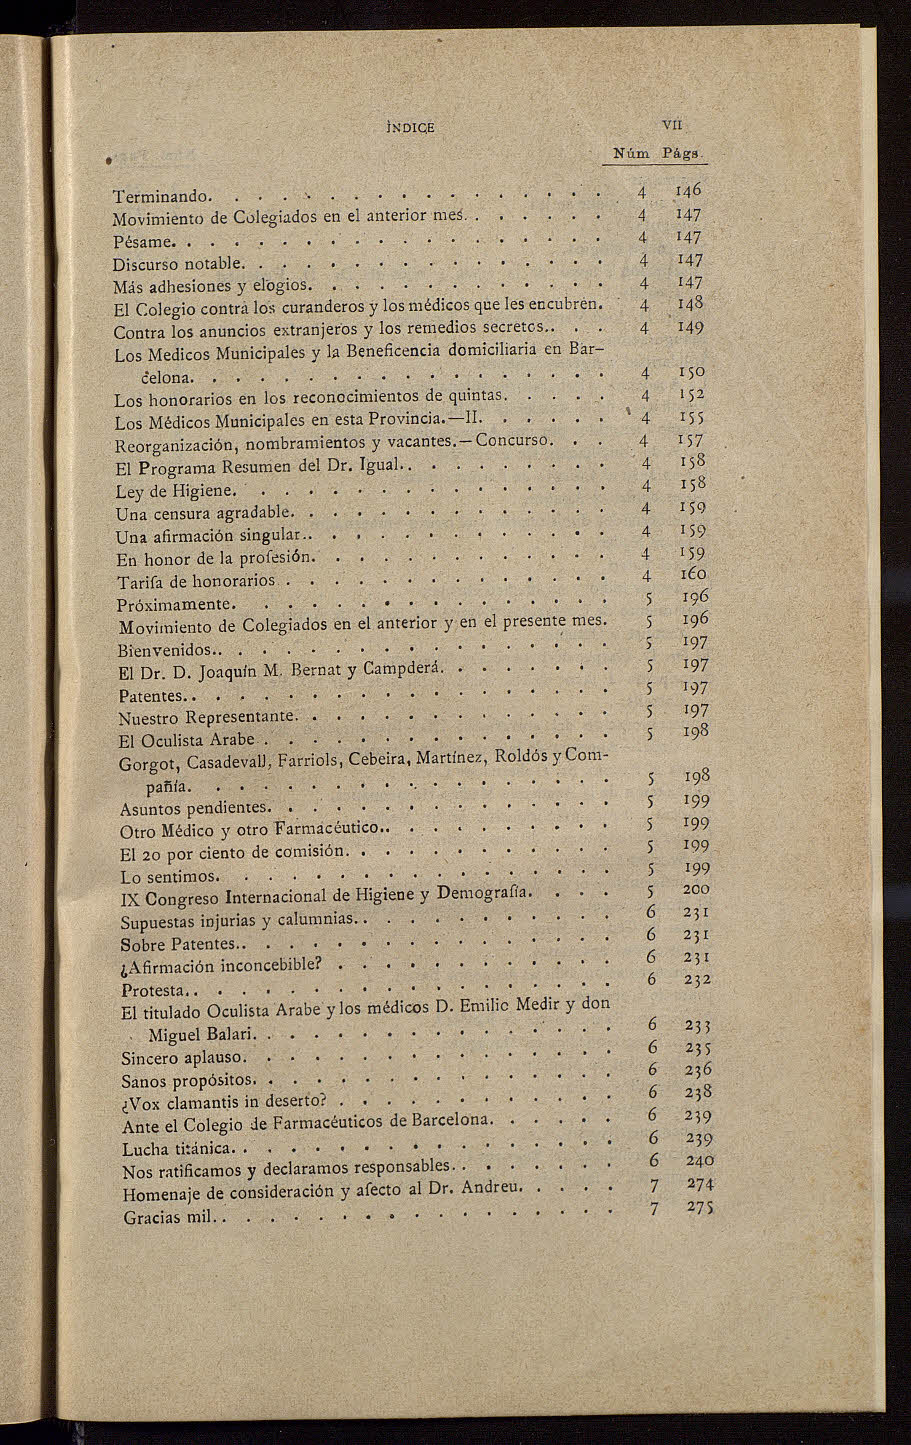 ÍNDICE VII
Núm Págs.
Terminando. . . . . . . . . . . . . . . . . 4 146
Movimiento de Colegiados en el anterior mes. . . . . . . 4 147
Pésame. . . . . . . . . . . . . . . . . . . 4 147
Discurso notable. . . . . . . . . . . . . . . . 4 147
Más adhesiones y elogios. . . . . . . . . . . . . 4 147
El Colegio contra los curanderos y los médicos que les encubren. 4 148
Contra los anuncios extranjeros y los remedios secretos.. . . 4 149
Los Medicos Municipales y la Beneficencia domiciliaria en Bar-
celona. . . . . . . . . . . . . . . . . . 4 150
Los honorarios en los reconocimientos de quintas. . . . . 4 152
Los Médicos Municipales en esta Provincia.—II. . . . . . 4 155
Reorganización, nombramientos y vacantes.—Concurso. . . 4 157
El Programa Resumen del Dr. Igual.. . . . . . . . . 4 158
Ley de Higiene. . . . . . . . . . . . . . . . 4 158
Una censura agradable. . . . . . . . . . . . . . 4 159
Una afirmación singular.. . . . . . . . . . . . . 4 159
En honor de la profesión. . . . . . . . . . . . . 4 159
Tarifa de honorarios . . . . . . . . . . . . . . 4 160
Próximamente. . . . . . . . . . . . . . . . 5 196
Movimiento de Colegiados en el anterior y en el presente mes. 5 196
Bienvenidos.. . . . . . . . . . . . . . . . . 5 197
El Dr. D. Joaquín M. Bernat y Campderá. . . . . . . . 5 197
Patentes.. . . . . . . . . . . . . . . . . . 5 197
Nuestro Representante. . . . . . . . . . . . . . 5 197
El Oculista Arabe . . . . . . . . . . . . . . . 5 198
Gorgot, Casadevall, Farriols, Cebeira, Martínez, Roldós y Com-
pañía. . . . . . . . . . . . . . . . . . 5 198
Asuntos pendientes. . . . . . . . . . . . . . . 5 199
Otro Médico y otro Farmacéutico.. . . . . . . . . . 5 199
El 20 por ciento de comisión. . . . . . . . . . . . 5 199
Lo sentimos. . . . . . . . . . . . . . . . . 5 199
IX Congreso Internacional de Higiene y Demografía. . . . 5 200
Supuestas injurias y calumnias.. . . . . . . . . . . 6 231
Sobre Patentes.. . . . . . . . . . . . . . . . 6 231
¿Afirmación inconcebible? . . . . . . . . . . . . 6 231
Protesta.. . . . . . . . . . . . . . . . . . 6 232
El titulado Oculista Arabe y los médicos D. Emilio Medir y don
Miguel Balari. . . . . . . . . . . . . . . . 6 233
Sincero aplauso. . . . . . . . . . . . . . . . 6 235
Sanos propósitos. . . . . . . . . . . . . . . . 6 236
¿Vox clamantis in deserto? . . . . . . . . . . . . 6 238
Ante el Colegio de Farmacéuticos de Barcelona. . . . . . 6 239
Lucha titánica. . . . . . . . . . . . . . . . . 6 239
Nos ratificamos y declaramos responsables. . . . . . . . 6 240
Homenaje de consideración y afecto al Dr. Andreu. . . . . 7 274
Gracias mil.. . . . . . . . . . . . . . . . . 7 275